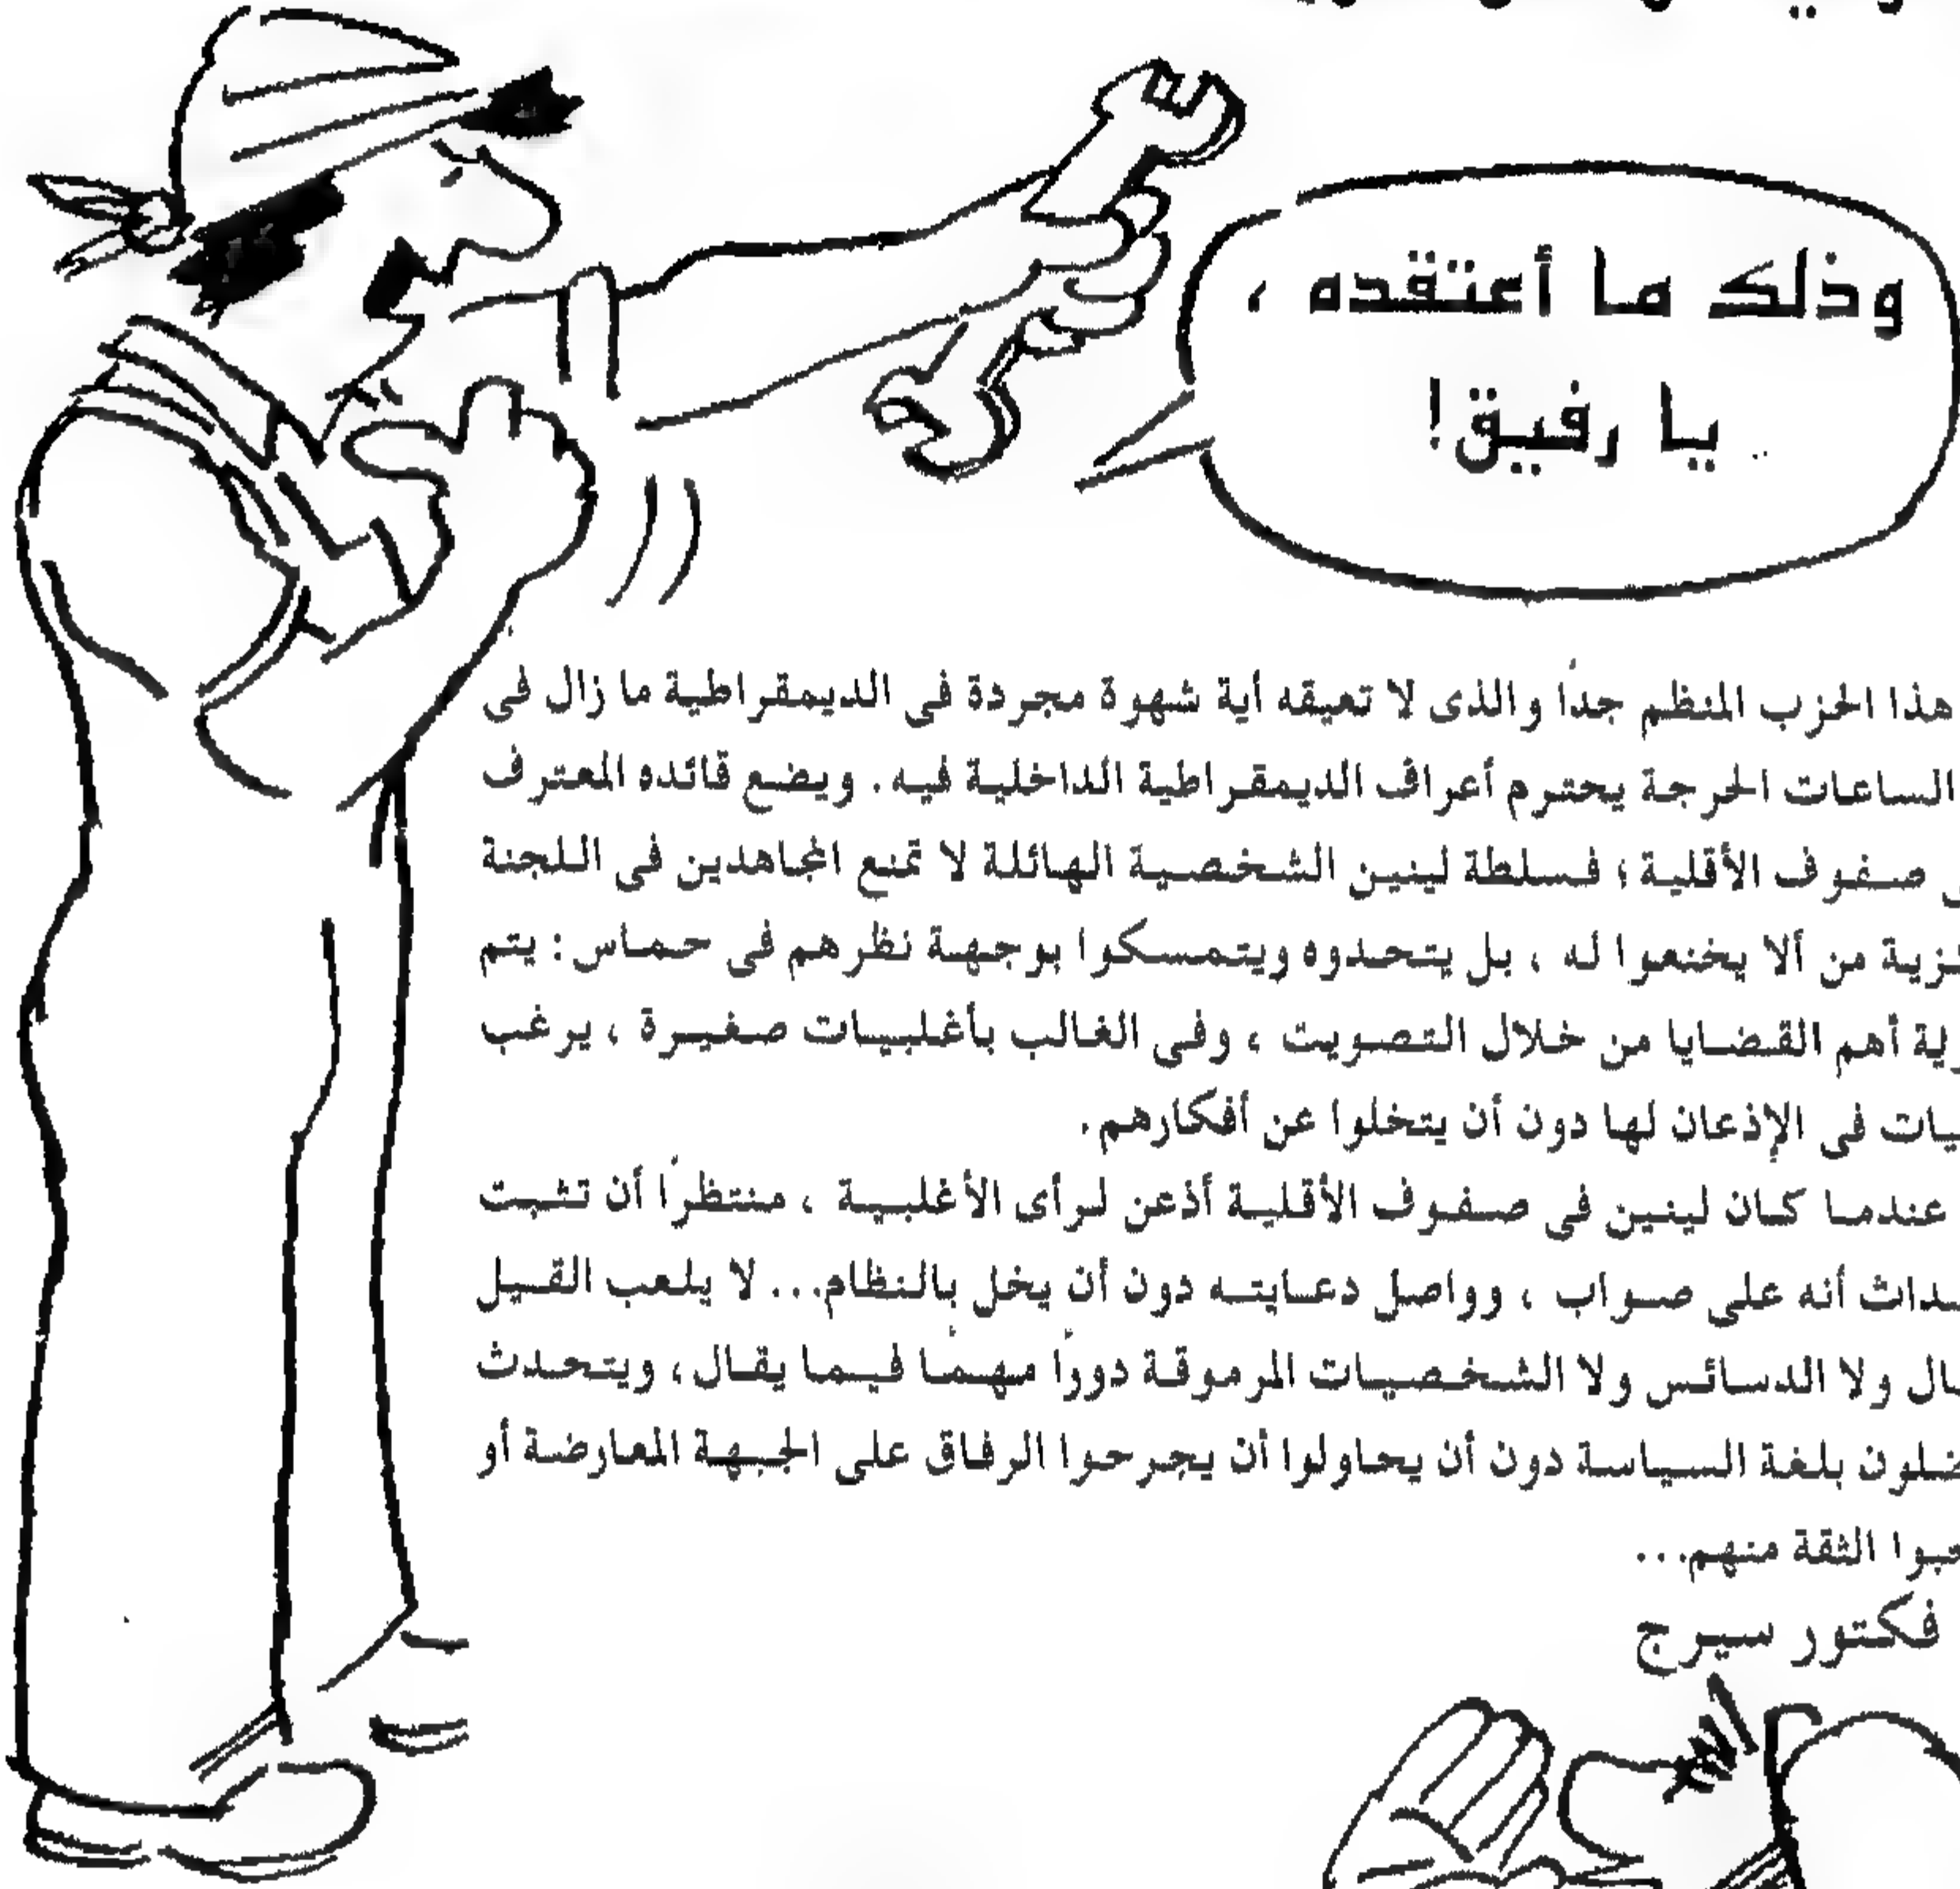 وذلك ما أعتقده ،
يا رفيق!
هذا الحزب المنظم جداً والذى لا تعيقه أية شهوة مجردة فى الديمقراطية ما زال فى
الساعات الحرجة يحترم أعراف الديمقراطية الداخلية فيه. ويضع قائده المعترف
صفوف الأقلية ؛ فسلطة لينين الشخصية الهائلة لا تمنع المجاهدين فى اللجنة
من ألا يخنعوا له ، بل يتحدوه ويتمسكوا بوجهة نظرهم فى حماس: يتم
أهم القضايا من خلال التصويت ، وفى الغالب بأغلبيات صغيرة ، يرغب
فى الإذعان لها دون أن يتخلوا عن أفكارهم.
عندما كان لينين فى صفوف الأقلية أذعن لرأى الأغلبية ، منتظرًا أن تثبت
أنه على صواب ، وواصل دعايته دون أن يخل بالنظام... لا يلعب القيل
ولا الدسائس ولا الشخصيات المرموقة دوراً مهماً فيما يقال ، ويتحدث
بلغة السياسة دون أن يحاولوا أن يجرحوا الرفاق على الجبهة المعارضة أو
الثقة منهم...
فكتور سيرج